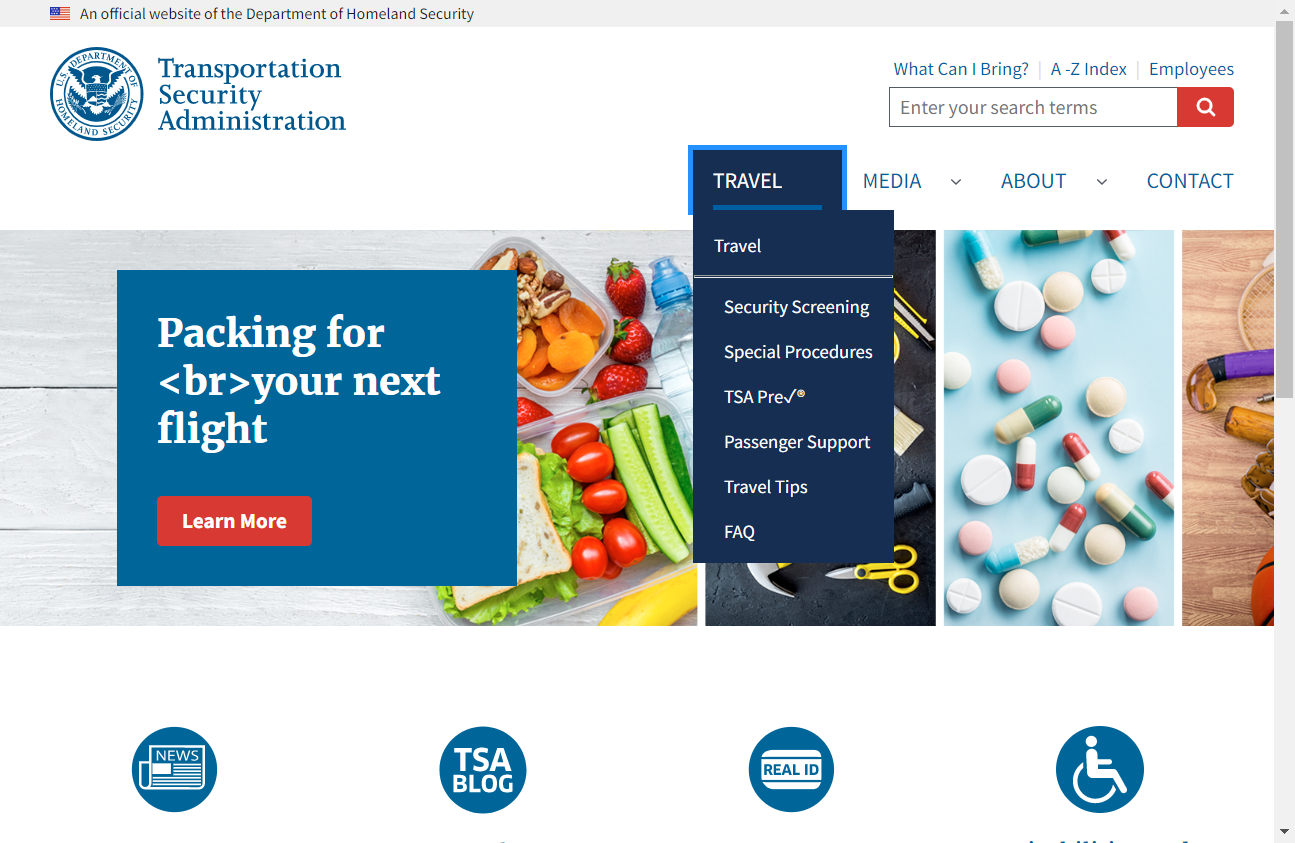 An official website of the Department of Homeland Security
U.S. DEPARTMENT OF HOMELAND SECURITY
Transportation
Security
Administration
What Can I Bring?
A -Z Index
Employees
Enter your search terms
TRAVEL
MEDIA
ABOUT
CONTACT
Travel
Security Screening
Special Procedures
TSA Pre✓®
Passenger Support
Travel Tips
FAQ
Packing for
<br>your next
flight
Learn More
NEWS
TSA
BLOG
REAL ID